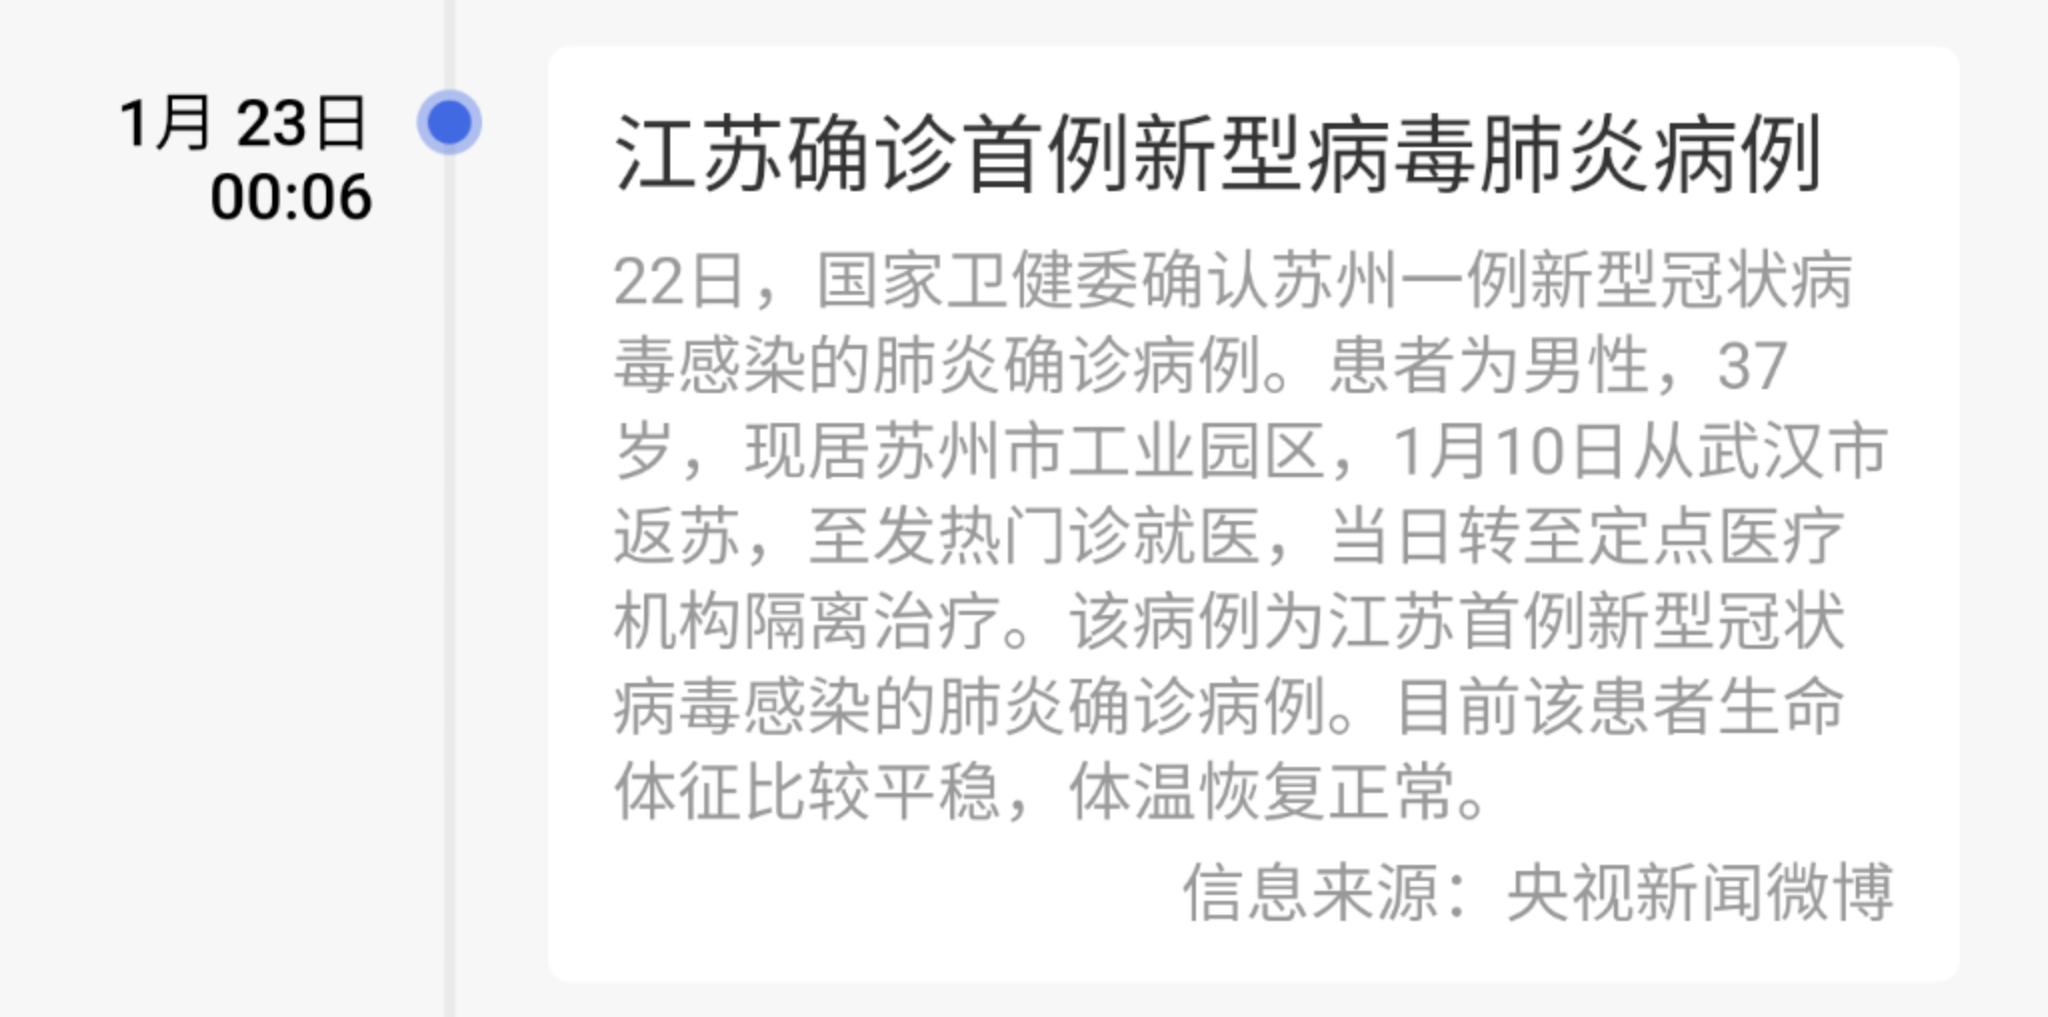 1月 23日
00:06
江苏确诊首例新型病毒肺炎病例
22日，国家卫健委确认苏州一例新型冠状病
毒感染的肺炎确诊病例。患者为男性，37
岁，现居苏州市工业园区，1月10日从武汉市
返苏，至发热门诊就医，当日转至定点医疗
机构隔离治疗。该病例为江苏首例新型冠状
病毒感染的肺炎确诊病例。目前该患者生命
体征比较平稳，体温恢复正常。
信息来源：央视新闻微博